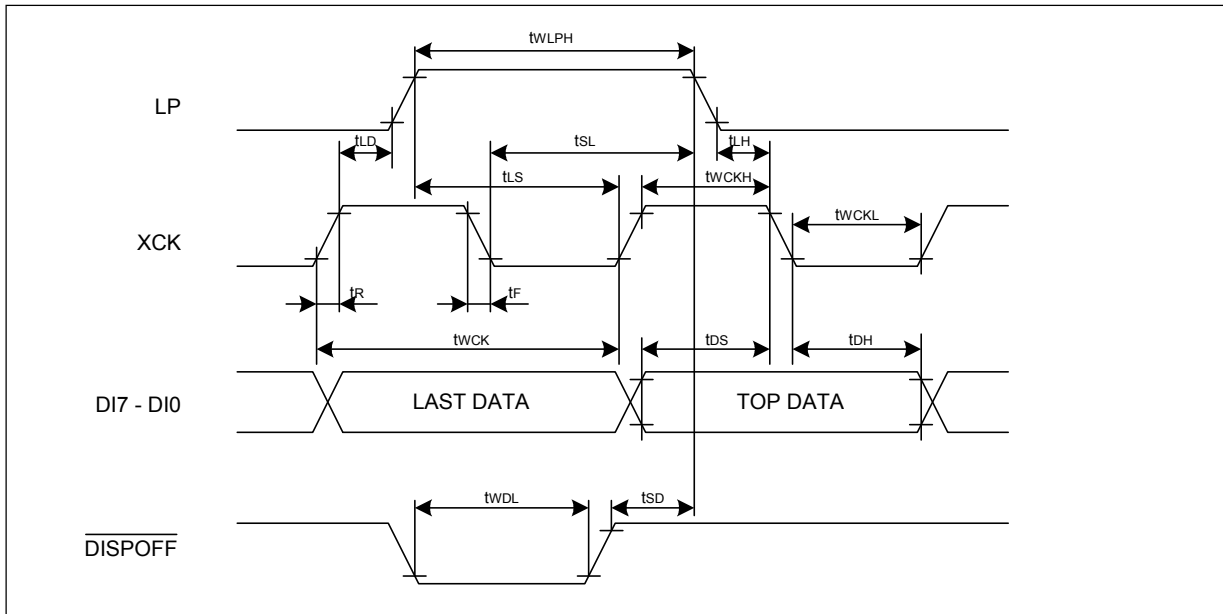 tWLPH
LP
tLD
tSL
tLH
tLS
tWCKH
tWCKL
XCK
tR
tF
tWCK
tDS
tDH
DI7 - DI0
LAST DATA
TOP DATA
tWDL
tSD
DISPOFF